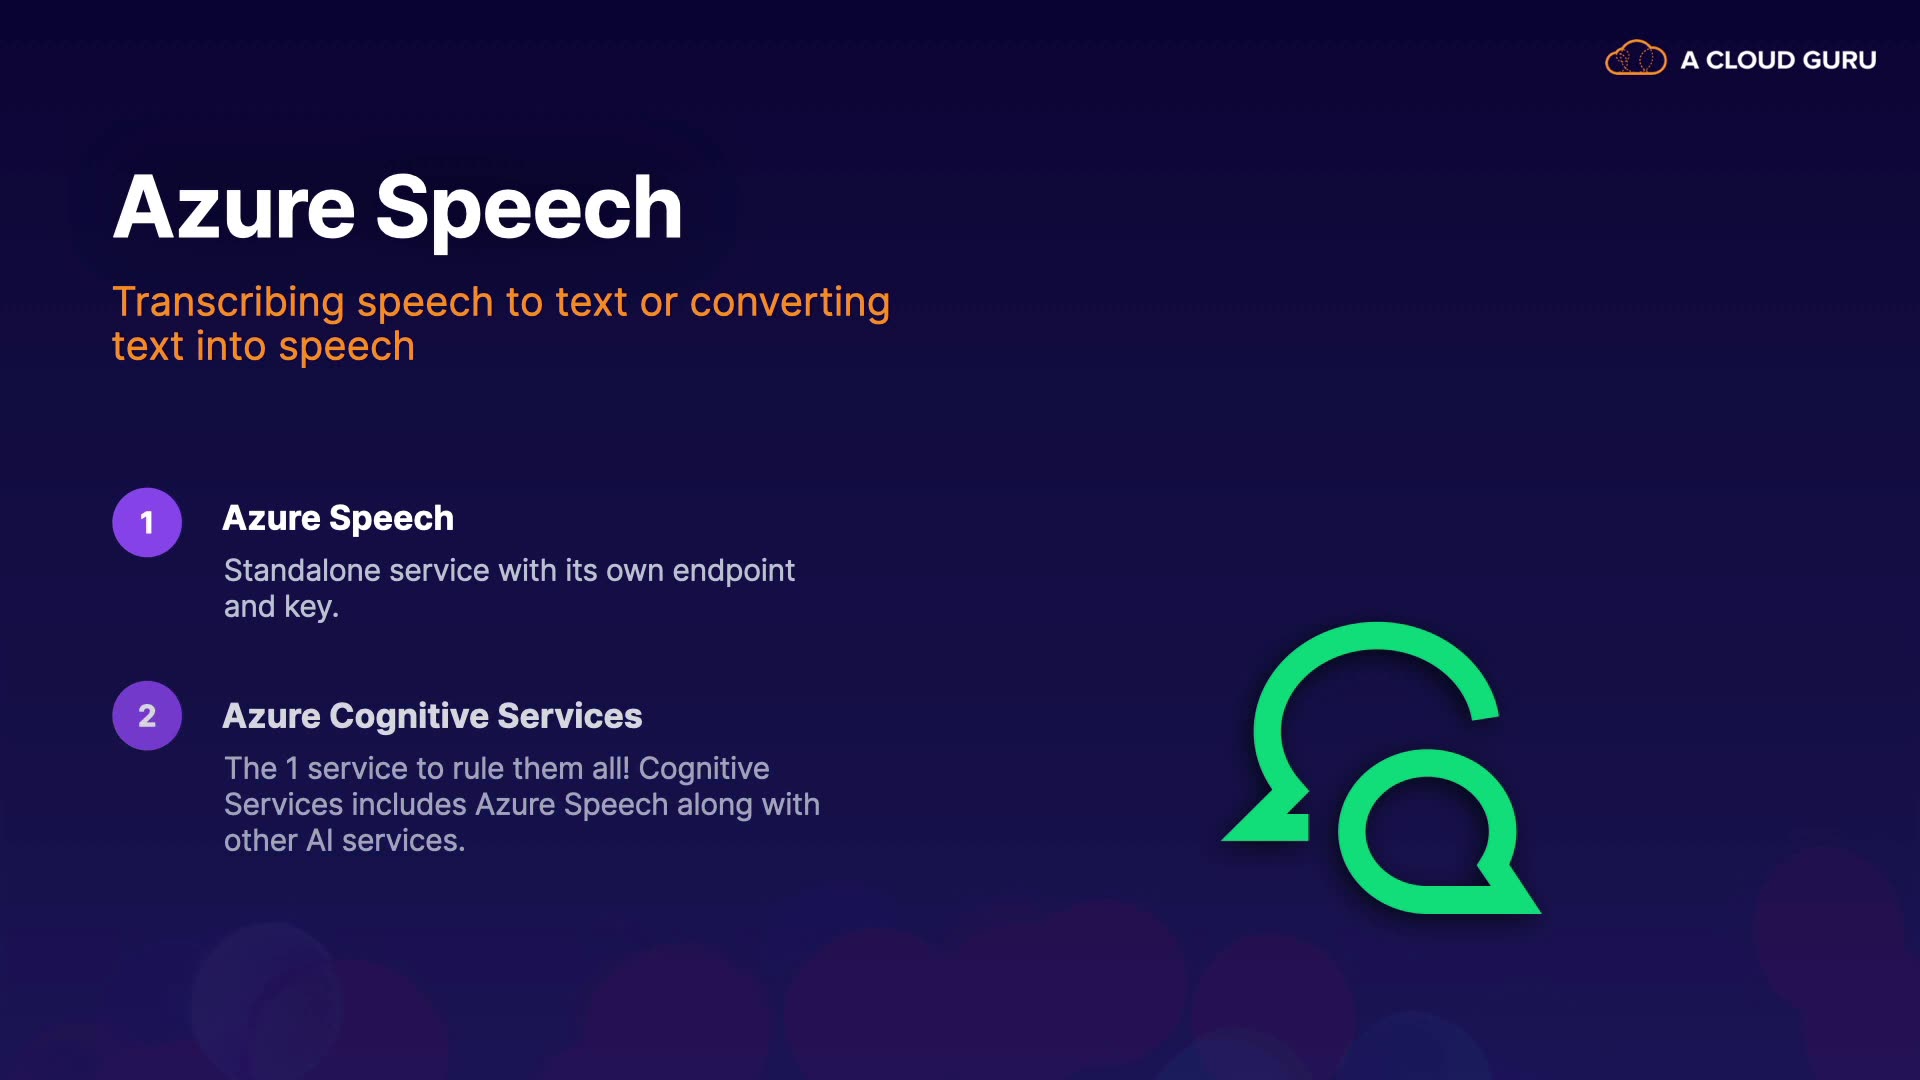 A CLOUD GURU
Azure Speech
Transcribing speech to text or converting
text into speech
1
Azure Speech
Standalone service with its own endpoint
and key.
2
Azure Cognitive Services
The 1 service to rule them all! Cognitive
Services includes Azure Speech along with
other AI services.